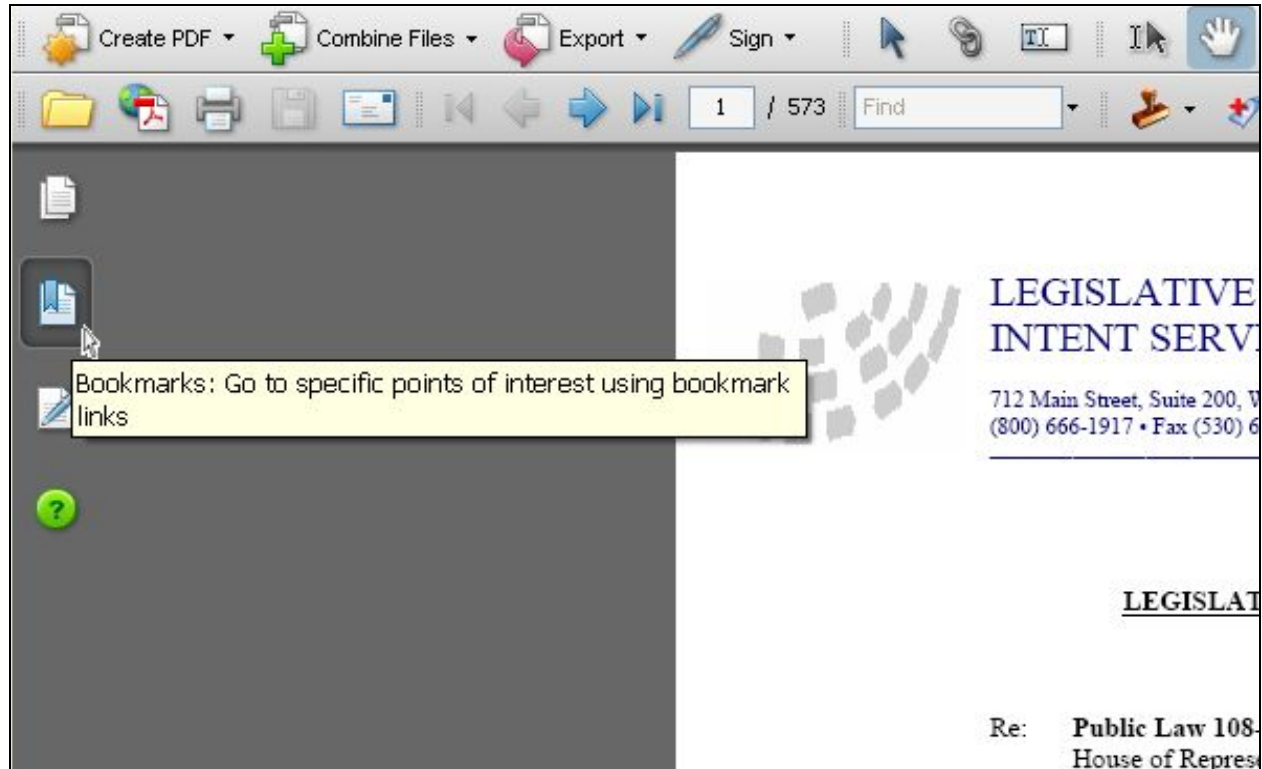 Create PDF Combine Files Export Sign
1 / 573 Find
LEGISLATIVE
INTENT SERV
Bookmarks: Go to specific points of interest using bookmark
links
712 Main Street, Suite 200, W
(800) 666-1917 • Fax (530) 6
?
LEGISLAT
Re: Public Law 108-
House of Represe